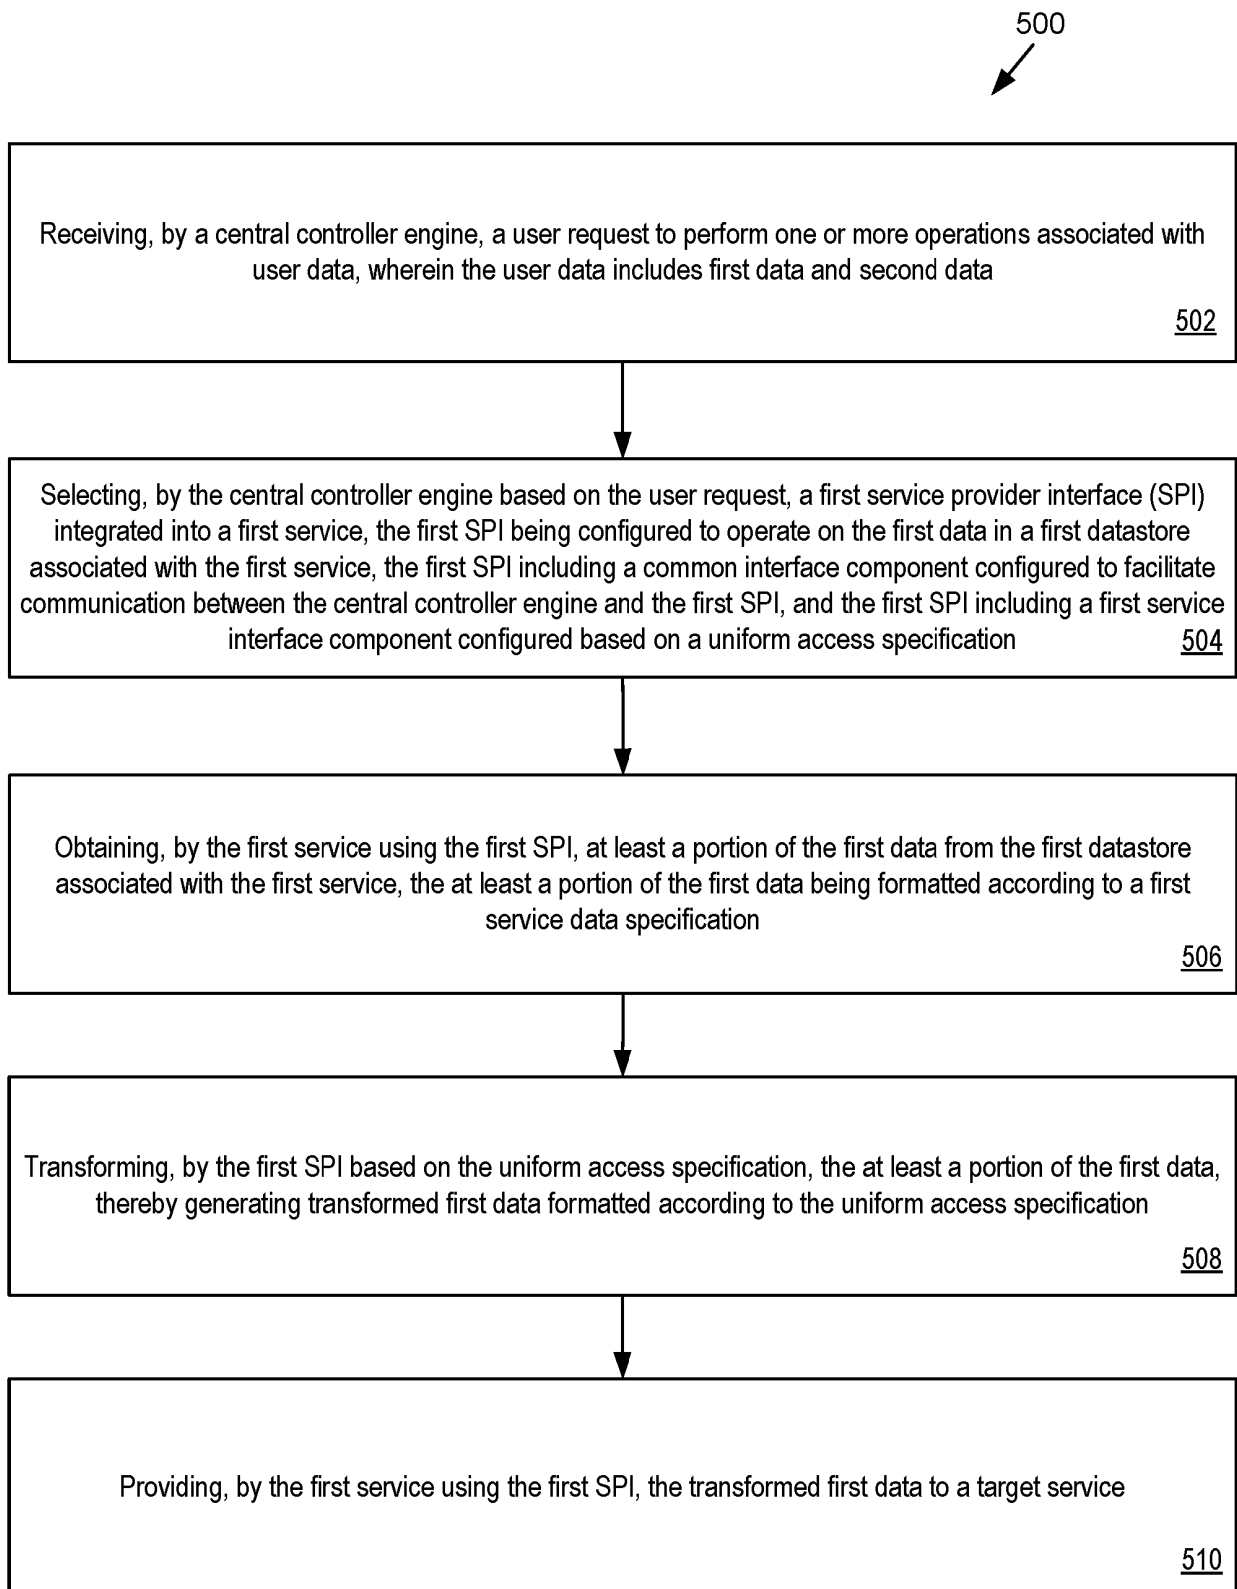 500
Receiving, by a central controller engine, a user request to perform one or more operations associated with
user data, wherein the user data includes first data and second data
502
Selecting, by the central controller engine based on the user request, a first service provider interface (SPI)
integrated into a first service, the first SPI being configured to operate on the first data in a first datastore
associated with the first service, the first SPI including a common interface component configured to facilitate
communication between the central controller engine and the first SPI, and the first SPI including a first service
interface component configured based on a uniform access specification
504
Obtaining, by the first service using the first SPI, at least a portion of the first data from the first datastore
associated with the first service, the at least a portion of the first data being formatted according to a first
service data specification
506
Transforming, by the first SPI based on the uniform access specification, the at least a portion of the first data,
thereby generating transformed first data formatted according to the uniform access specification
508
Providing, by the first service using the first SPI, the transformed first data to a target service
510